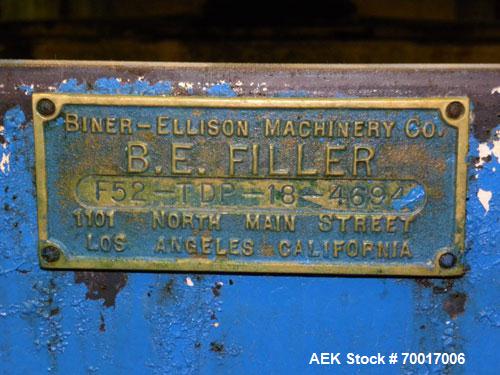 BINER-ELLISON MACHINERY CO.
B.E. FILLER
F52-TDP-18-4694
1101 NORTH MAIN STREET
LOS ANGELES CALIFORNIA
AEK Stock # 70017006